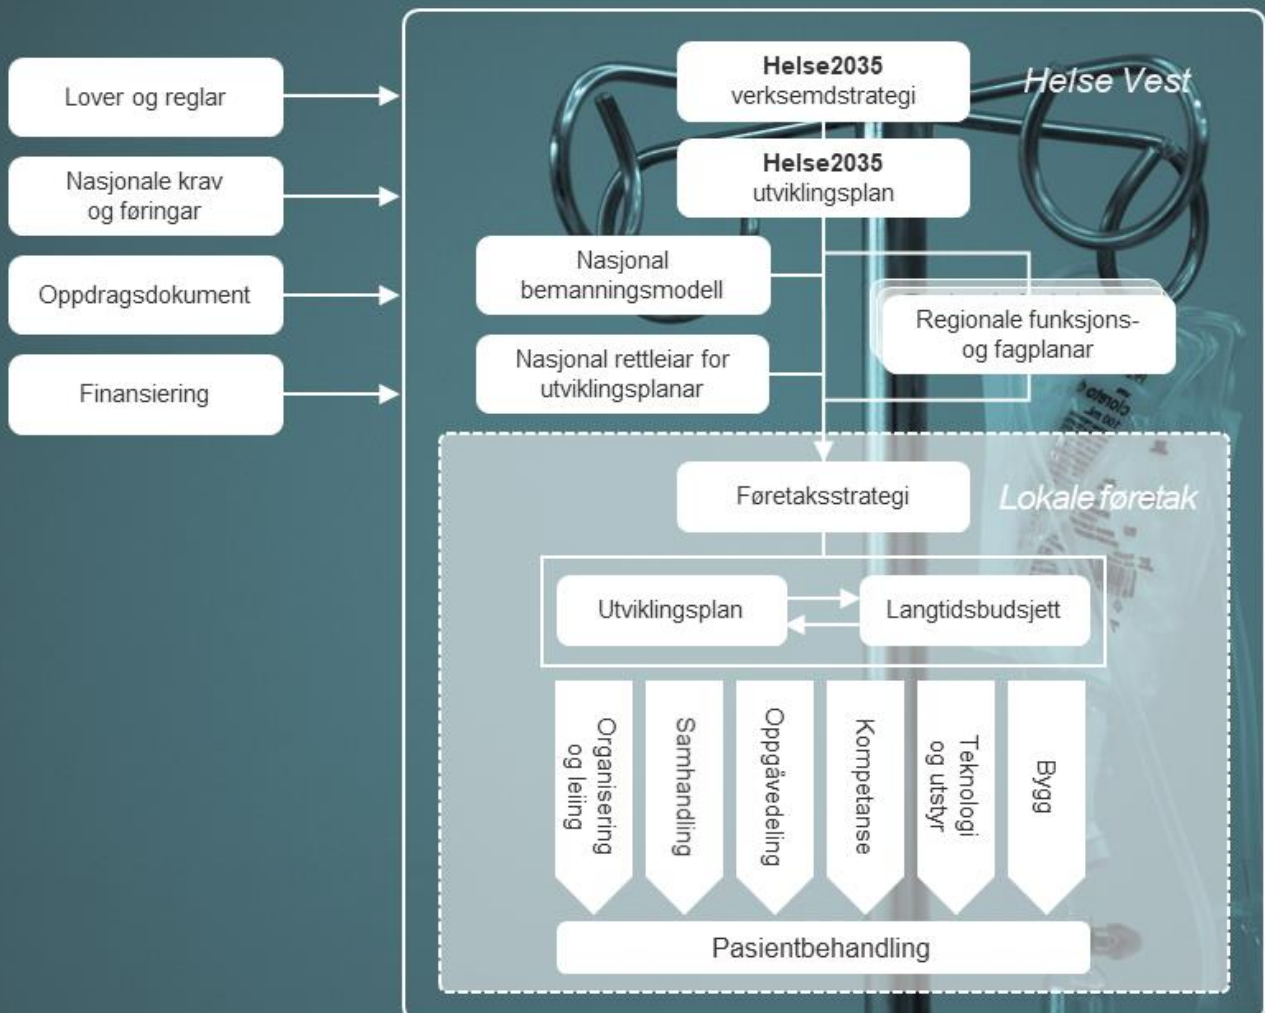 Lover og reglar
Nasjonale krav
og føringar
Oppdragsdokument
Finansiering
Helse Vest
Helse2035
verksemdstrategi
Helse2035
utviklingsplan
Nasjonal
bemanningsmodell
Nasjonal rettleiar for
utviklingsplanar
Regionale funksjons-
og fagplanar
Lokale føretak
Føretaksstrategi
Utviklingsplan
Langtidsbudsjett
Organisering
og leiing
Samhandling
Oppgåvedeling
Kompetanse
Teknologi
og utstyr
Bygg
Pasientbehandling